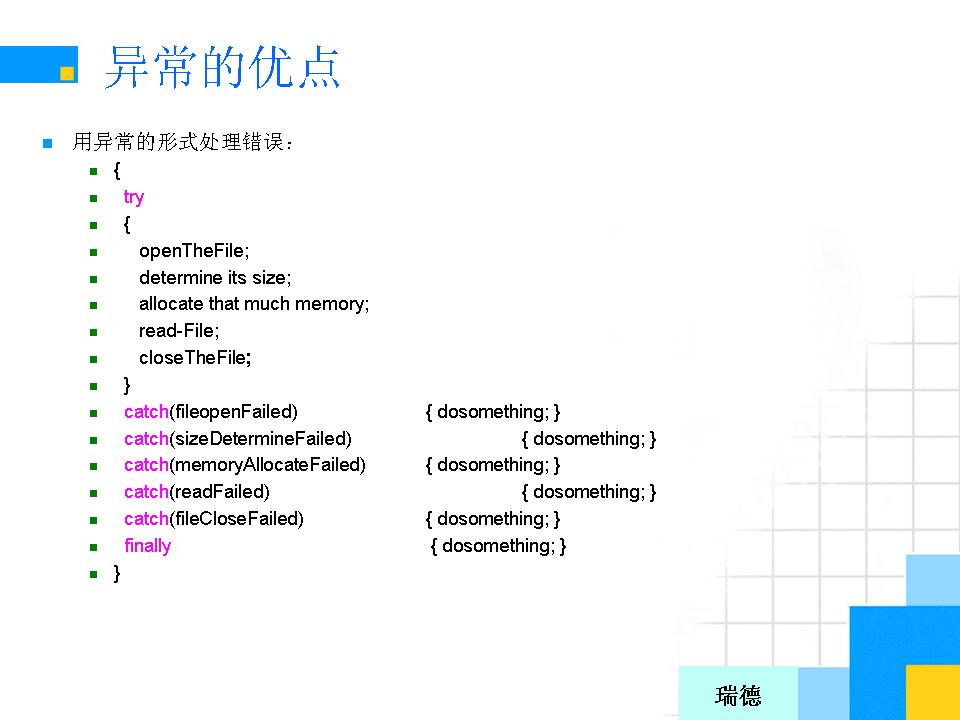 异常的优点
用异常的形式处理错误：
{
try
{
openTheFile;
determine its size;
allocate that much memory;
read-File;
closeTheFile;
}
catch(fileopenFailed) { dosomething; }
catch(sizeDetermineFailed) { dosomething; }
catch(memoryAllocateFailed) { dosomething; }
catch(readFailed) { dosomething; }
catch(fileCloseFailed) { dosomething; }
finally { dosomething; }
}
瑞德